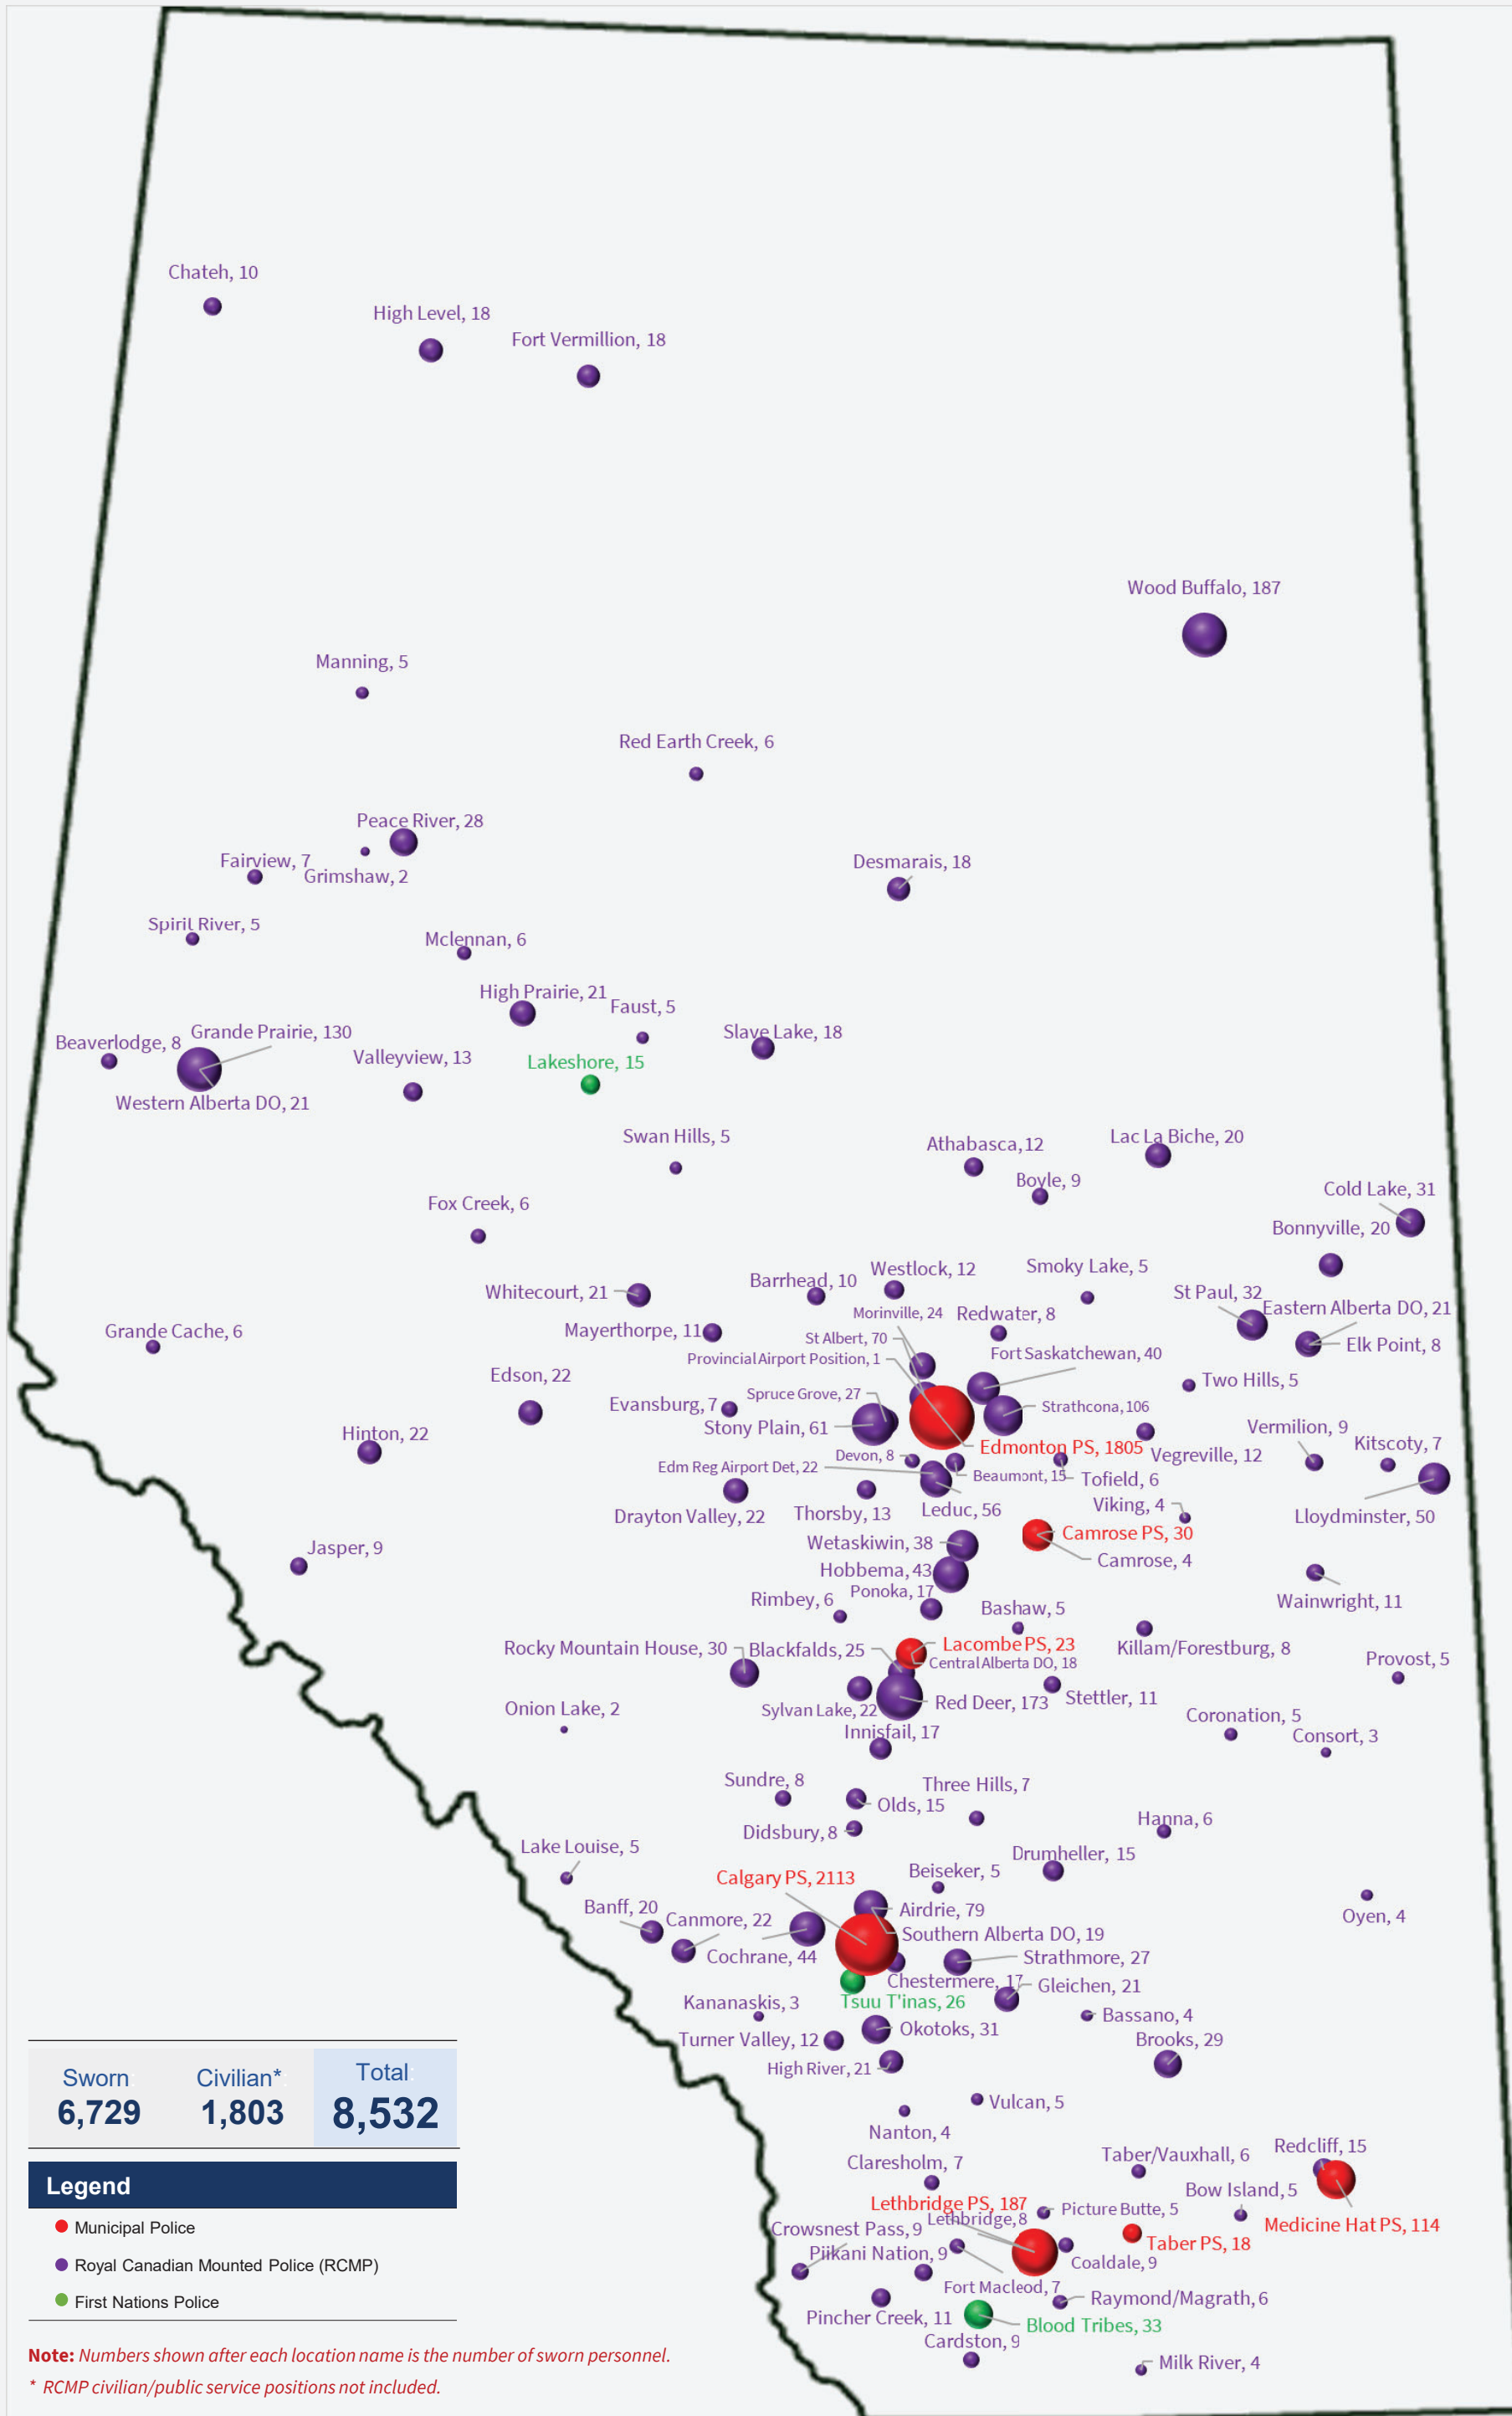 Chateh, 10
High Level, 18
Fort Vermillion, 18
Wood Buffalo, 187
Manning, 5
Red Earth Creek, 6
Peace River, 28
Fairview, 7
Grimshaw, 2
Desmarais, 18
Spirit River, 5
Mclennan, 6
High Prairie, 21
Faust, 5
Slave Lake, 18
Beaverlodge, 8
Grande Prairie, 130
Valleyview, 13
Lakeshore, 15
Western Alberta DO, 21
Swan Hills, 5
Athabasca, 12
Lac La Biche, 20
Boyle, 9
Cold Lake, 31
Fox Creek, 6
Bonnyville, 20
Whitecourt, 21
Barrhead, 10
Westlock, 12
Smoky Lake, 5
St Paul, 32
Eastern Alberta DO, 21
Morinville, 24
Redwater, 8
Grande Cache, 6
Mayerthorpe, 11
St Albert, 70
Elk Point, 8
Provincial Airport Position, 1
Fort Saskatchewan, 40
Edson, 22
Two Hills, 5
Spruce Grove, 27
Evansburg, 7
Strathcona, 106
Stony Plain, 61
Hinton, 22
Vermilion, 9
Kitscoty, 7
Edmonton PS, 1805
Vegreville, 12
Devon, 8
Edm Reg Airport Det, 22
Beaumont, 15
Tofield, 6
Drayton Valley, 22
Thorsby, 13
Leduc, 56
Viking, 4
Lloydminster, 50
Camrose PS, 30
Wetaskiwin, 38
Jasper, 9
Camrose, 4
Hobbema, 43
Ponoka, 17
Rimbey, 6
Bashaw, 5
Wainwright, 11
Rocky Mountain House, 30
Blackfalds, 25
Lacombe PS, 23
Killam/Forestburg, 8
Central Alberta DO, 18
Provost, 5
Onion Lake, 2
Sylvan Lake, 22
Red Deer, 173
Stettler, 11
Coronation, 5
Innisfail, 17
Consort, 3
Sundre, 8
Three Hills, 7
Olds, 15
Hanna, 6
Didsbury, 8
Lake Louise, 5
Drumheller, 15
Calgary PS, 2113
Beiseker, 5
Banff, 20
Airdrie, 79
Oyen, 4
Canmore, 22
Southern Alberta DO, 19
Cochrane, 44
Strathmore, 27
Chestermere, 17
Gleichen, 21
Kananaskis, 3
Tsuu T'inas, 26
Bassano, 4
Okotoks, 31
Turner Valley, 12
Brooks, 29
High River, 21
Vulcan, 5
Nanton, 4
Redcliff, 15
Taber/Vauxhall, 6
Claresholm, 7
Bow Island, 5
Lethbridge PS, 187
Picture Butte, 5
Lethbridge, 8
Medicine Hat PS, 114
Crowsnest Pass, 9
Taber PS, 18
Piikani Nation, 9
Coaldale, 9
Fort Macleod, 7
Raymond/Magrath, 6
Pincher Creek, 11
Blood Tribes, 33
Cardston, 9
Milk River, 4
Sworn Civilian* Total
6,729 1,803 8,532
Legend
Municipal Police
Royal Canadian Mounted Police (RCMP)
First Nations Police
Note: Numbers shown after each location name is the number of sworn personnel.
* RCMP civilian/public service positions not included.